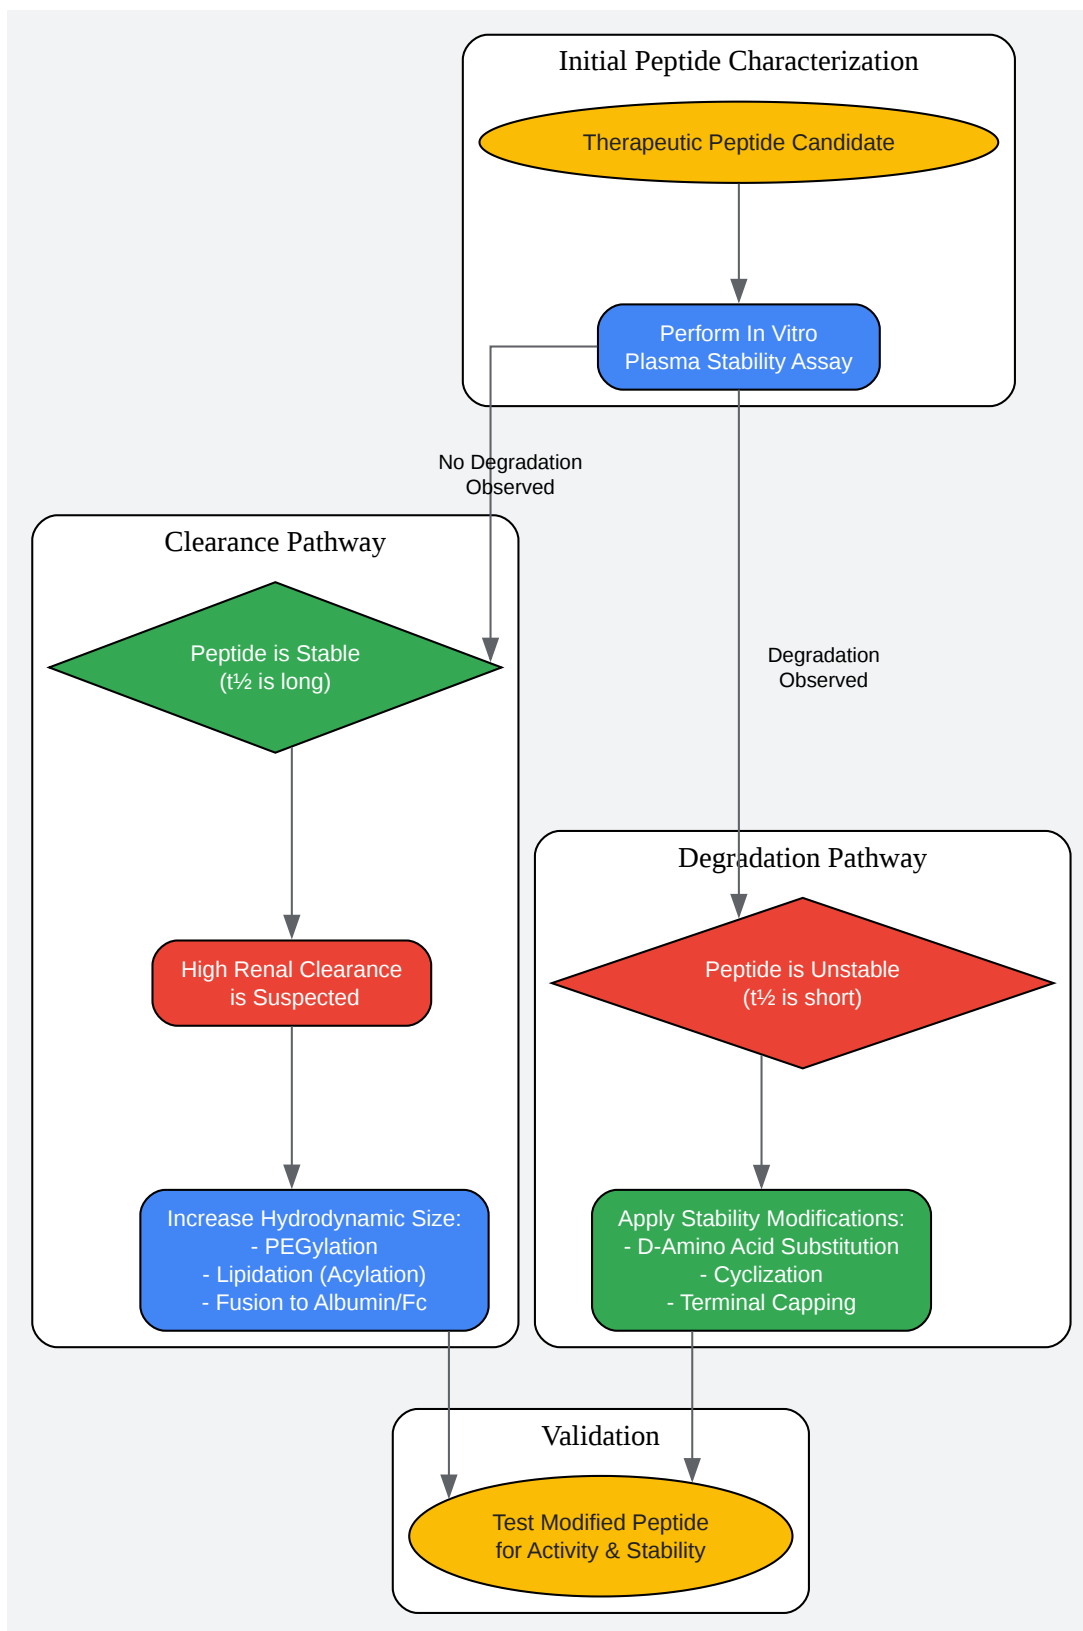 Initial Peptide Characterization
Therapeutic Peptide Candidate
Perform In Vitro
Plasma Stability Assay
No Degradation
Observed
Clearance Pathway
Peptide is Stable
(t½ is long)
Degradation
Observed
Degradation Pathway
High Renal Clearance
is Suspected
Peptide is Unstable
(t½ is short)
Increase Hydrodynamic Size:
- PEGylation
- Lipidation (Acylation)
- Fusion to Albumin/Fc
Apply Stability Modifications:
- D-Amino Acid Substitution
- Cyclization
- Terminal Capping
Validation
Test Modified Peptide
for Activity & Stability